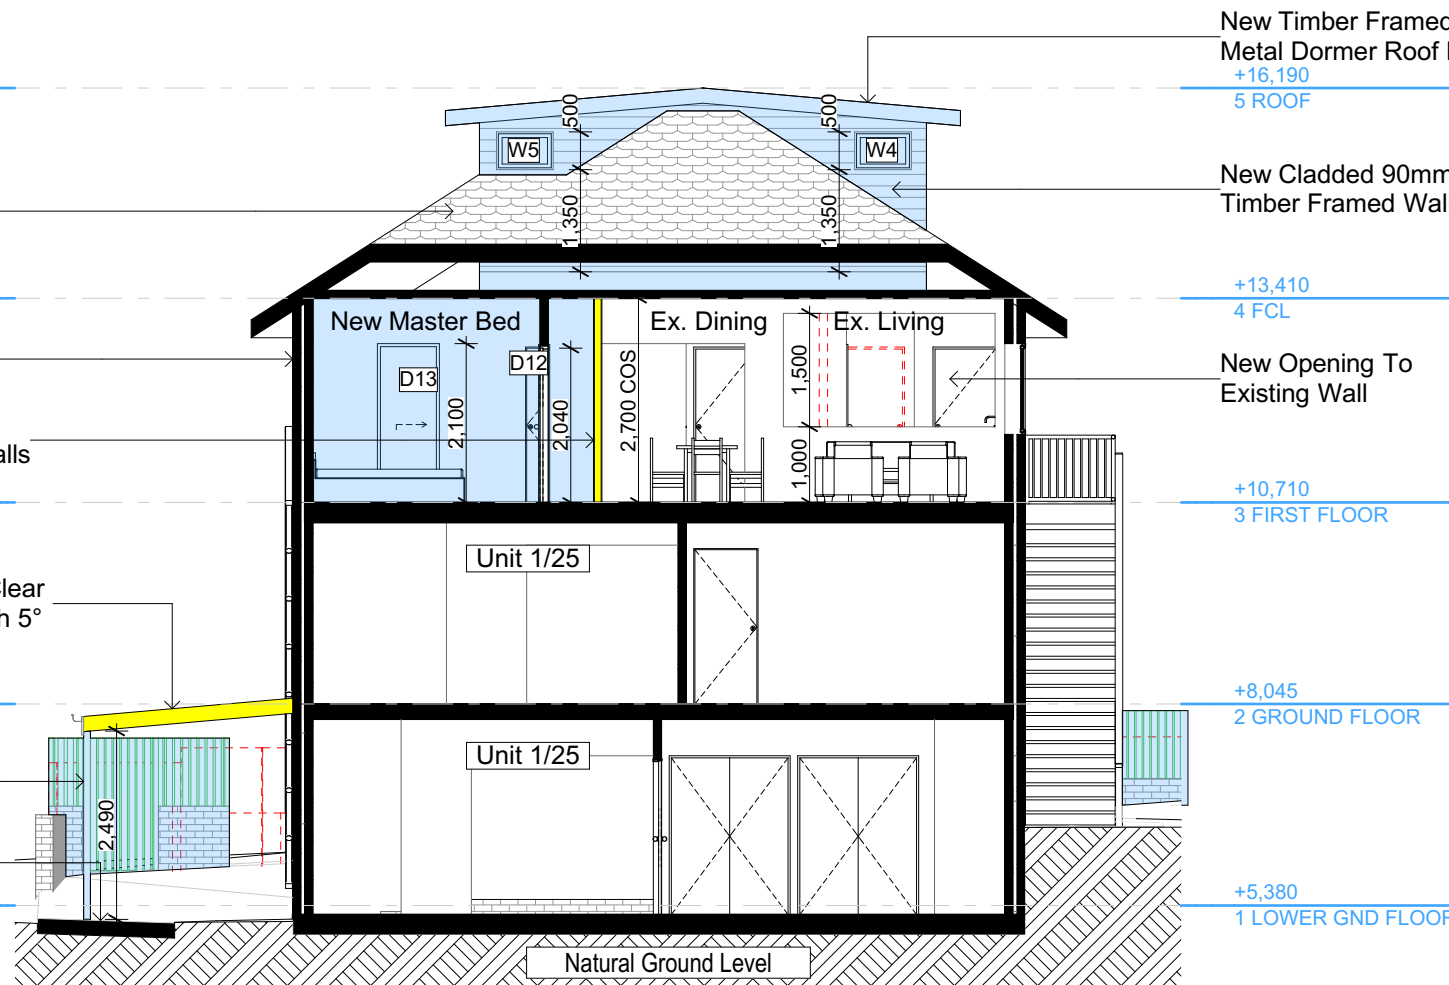 New Timber Framed
Metal Dormer Roof
+16,190
5 ROOF
500
500
W5
W4
New Cladded 90mm
Timber Framed Wal
1,350
1,350
+13,410
4 FCL
New Master Bed
Ex. Dining
Ex. Living
D13
D12
2,100
2,040
2,700 COS
1,500
1,000
New Opening To
Existing Wall
alls
+10,710
3 FIRST FLOOR
Unit 1/25
Clear
h 5°
+8,045
2 GROUND FLOOR
Unit 1/25
2,490
+5,380
1 LOWER GND FLOOR
Natural Ground Level